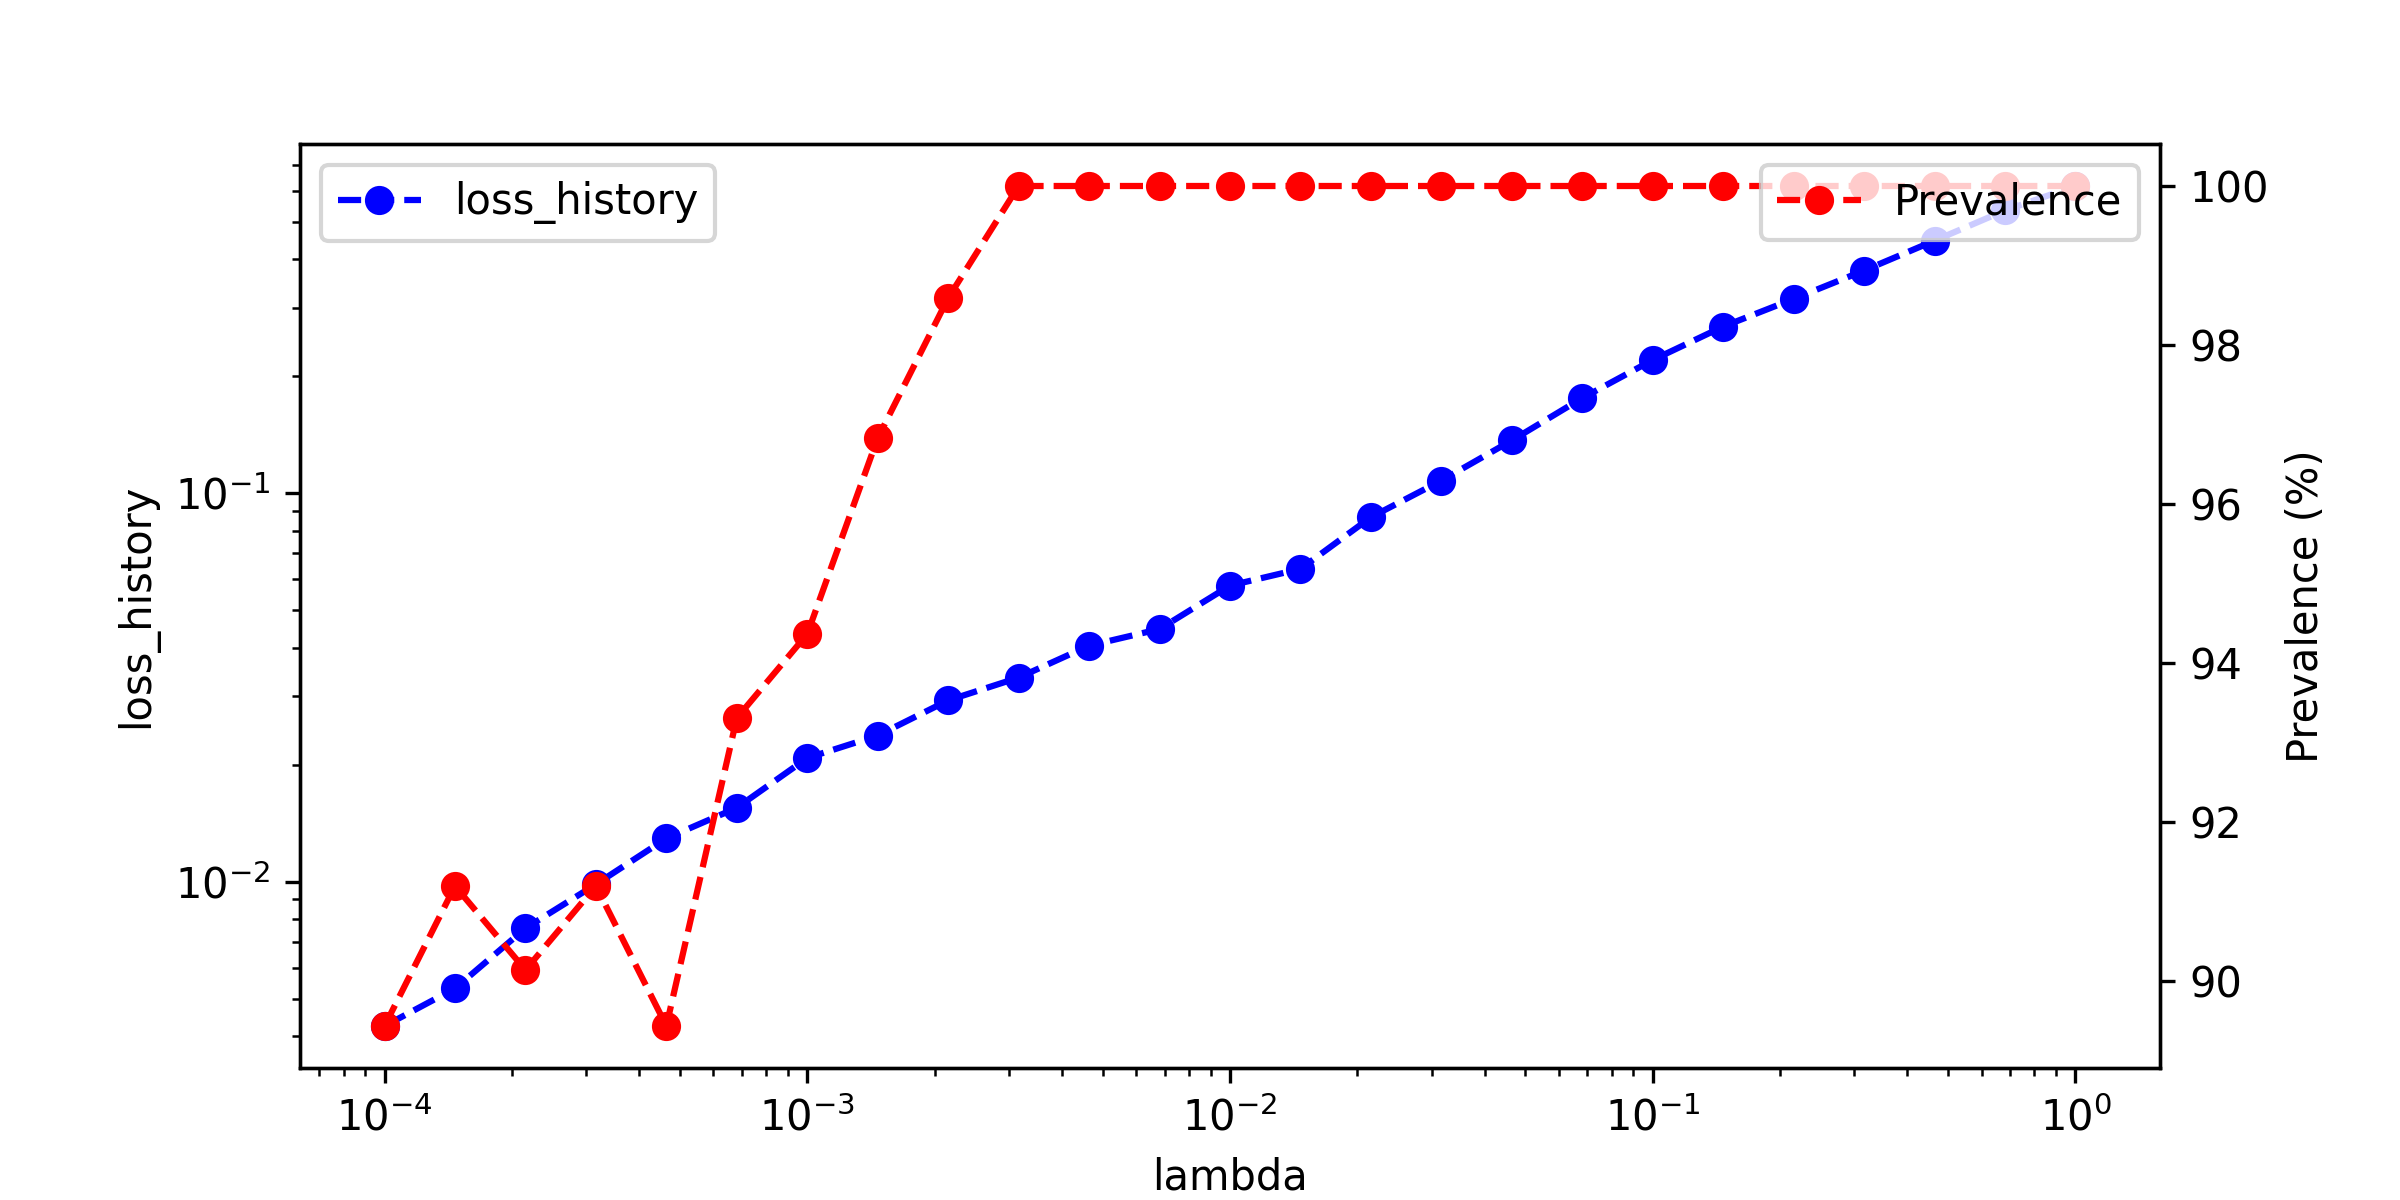 loss_history
Prevalence
loss_history
10⁻¹
10⁻²
100
98
96
94
92
90
Prevalence (%)
10⁻⁴
10⁻³
10⁻²
10⁻¹
10⁰
lambda